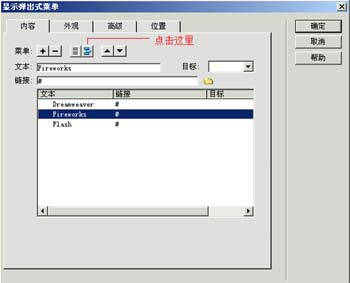 显示弹出式菜单
内容 外观 高级 位置
确定
取消
帮助
菜单:
点击这里
文本: Fireworks 目标:
链接: #
文本 链接 目标
Dreamweaver #
Fireworks #
Flash #